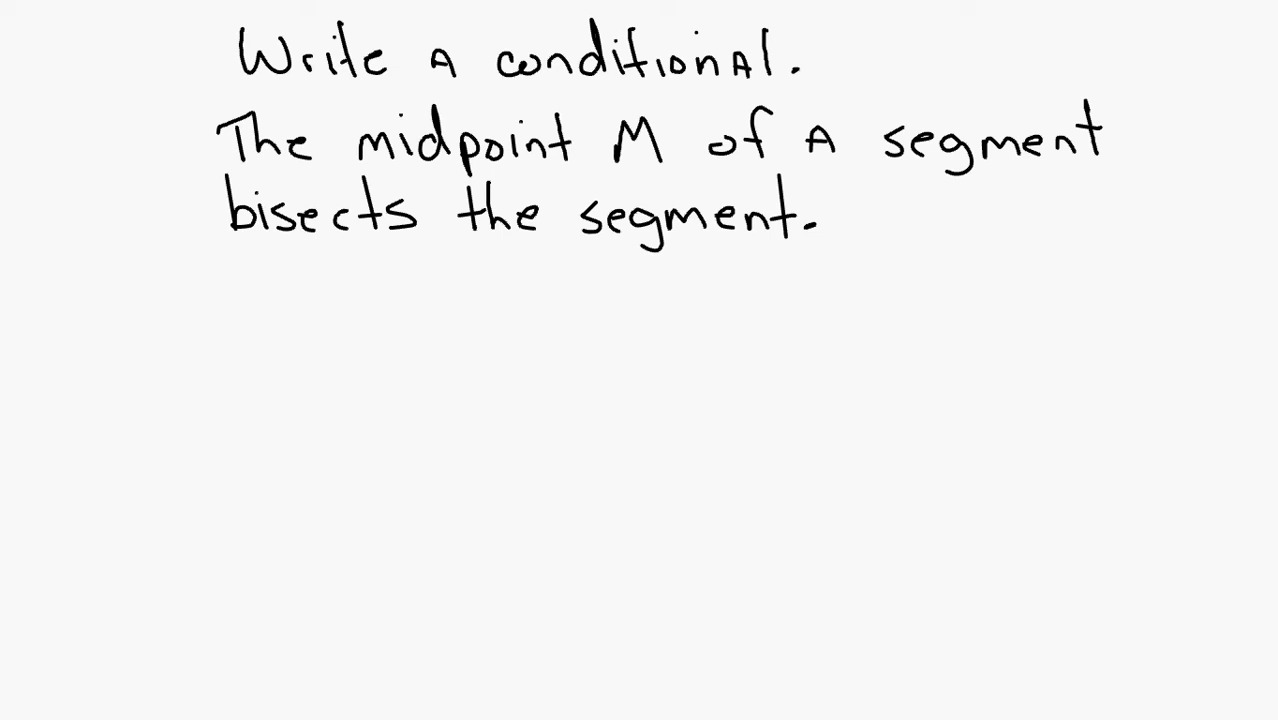 Write a conditional.
The midpoint M of a segment
bisects the segment.